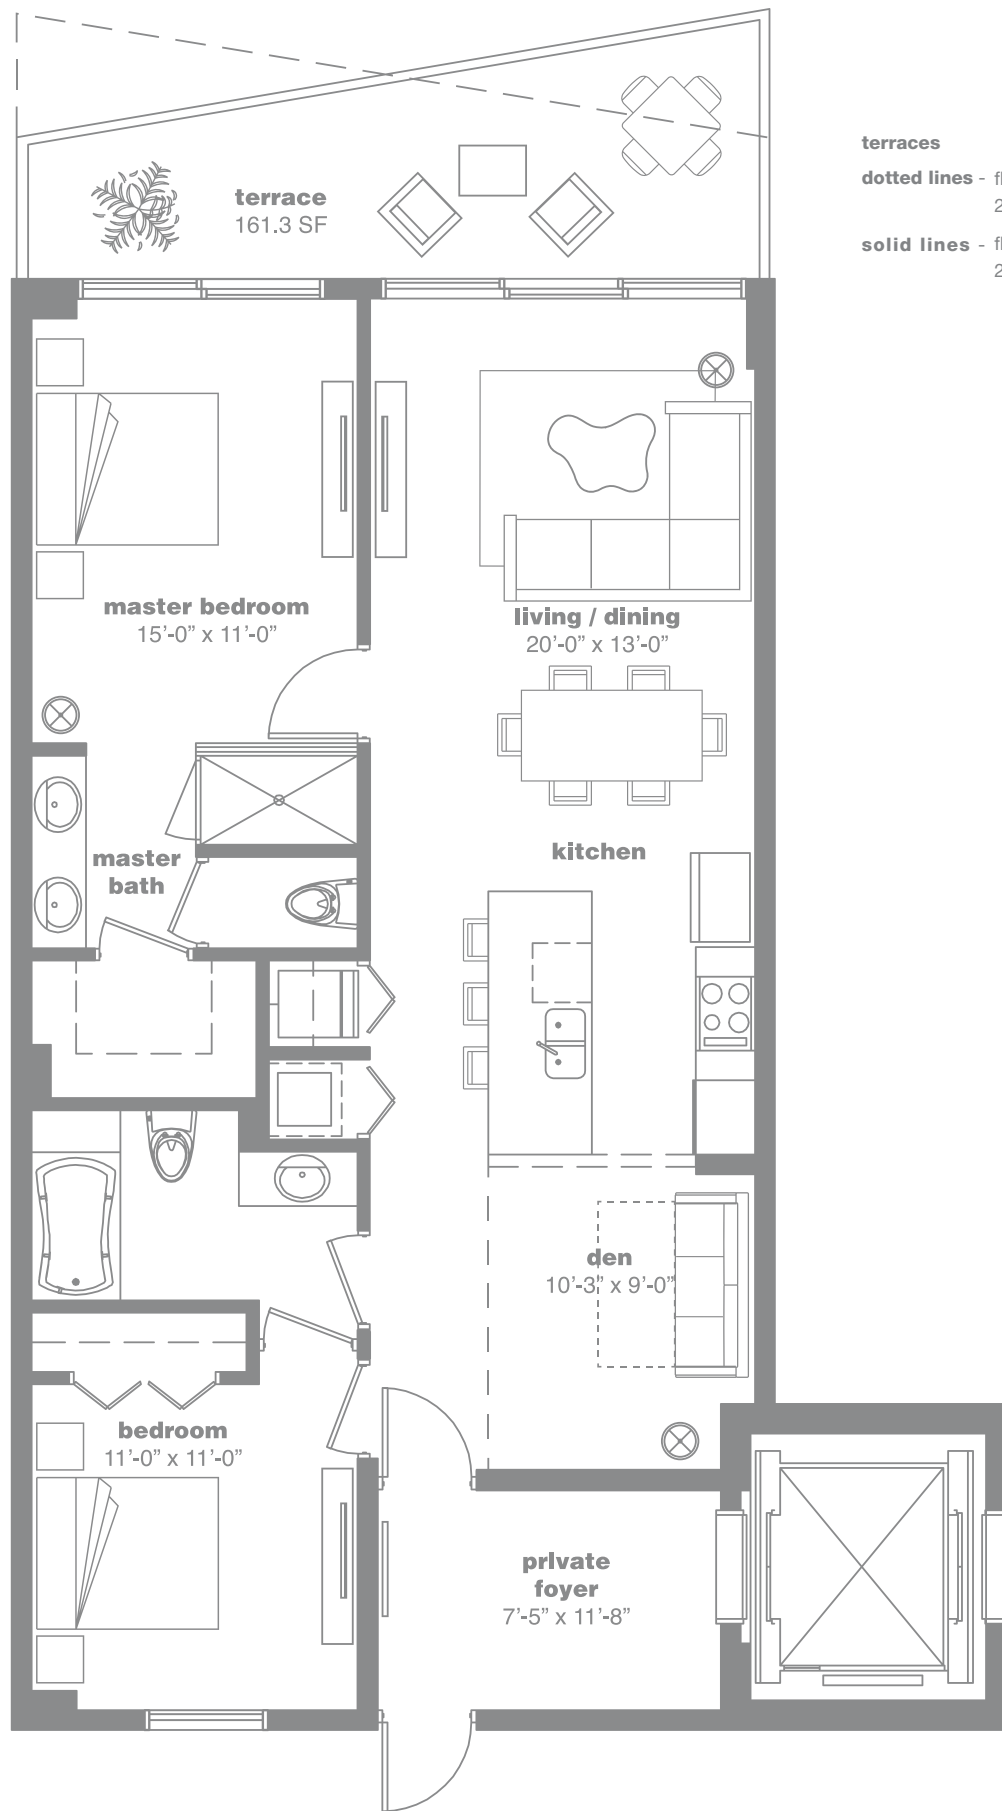 terraces
dotted lines -
solid lines -
terrace
161.3 SF
master bedroom
15'-0” x 11'-0”
living / dining
20'-0” x 13'-0”
master
bath
kitchen
den
10'-3” x 9'-0”
bedroom
11'-0” x 11'-0”
private
foyer
7'-5” x 11'-8”